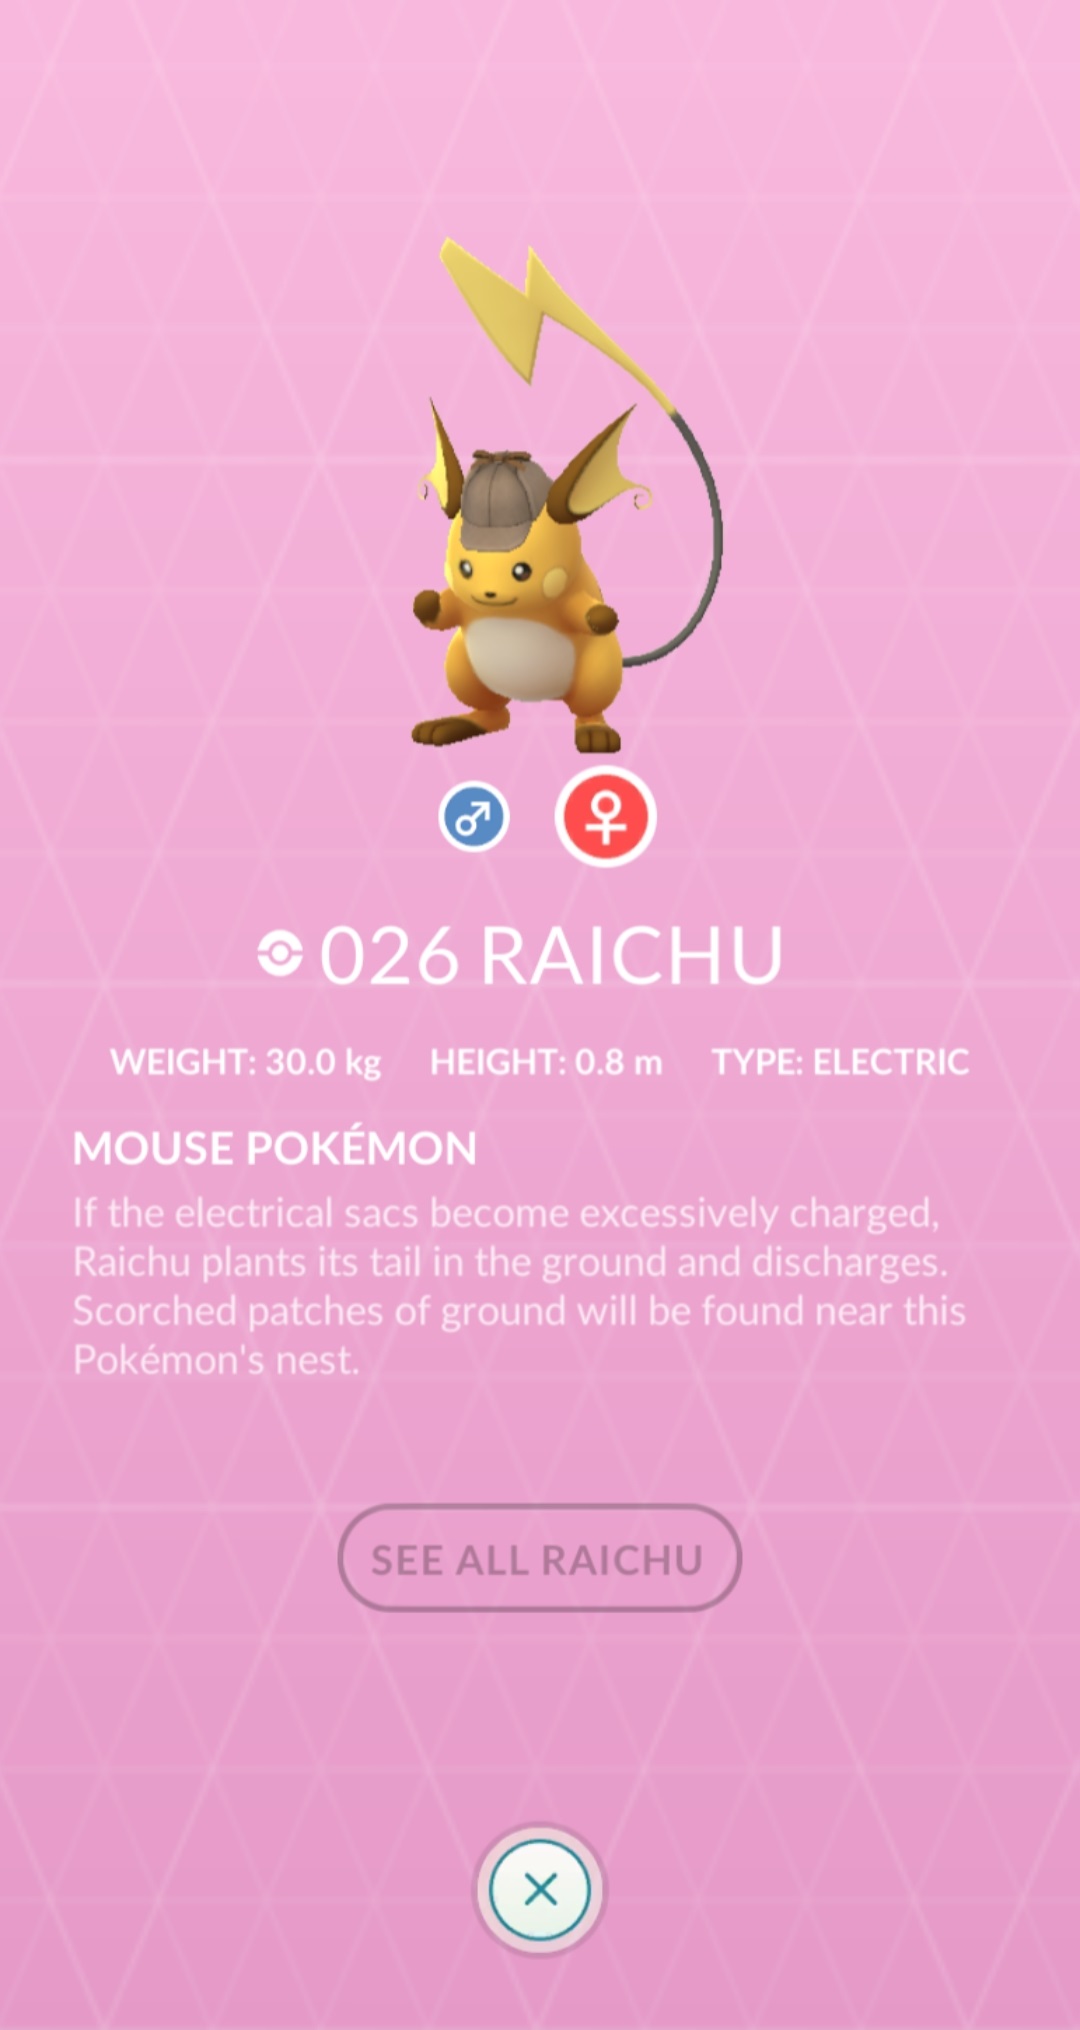 026 RAICHU
WEIGHT: 30.0 kg HEIGHT: 0.8 m TYPE: ELECTRIC
MOUSE POKÉMON
If the electrical sacs become excessively charged,
Raichu plants its tail in the ground and discharges.
Scorched patches of ground will be found near this
Pokémon's nest.
SEE ALL RAICHU